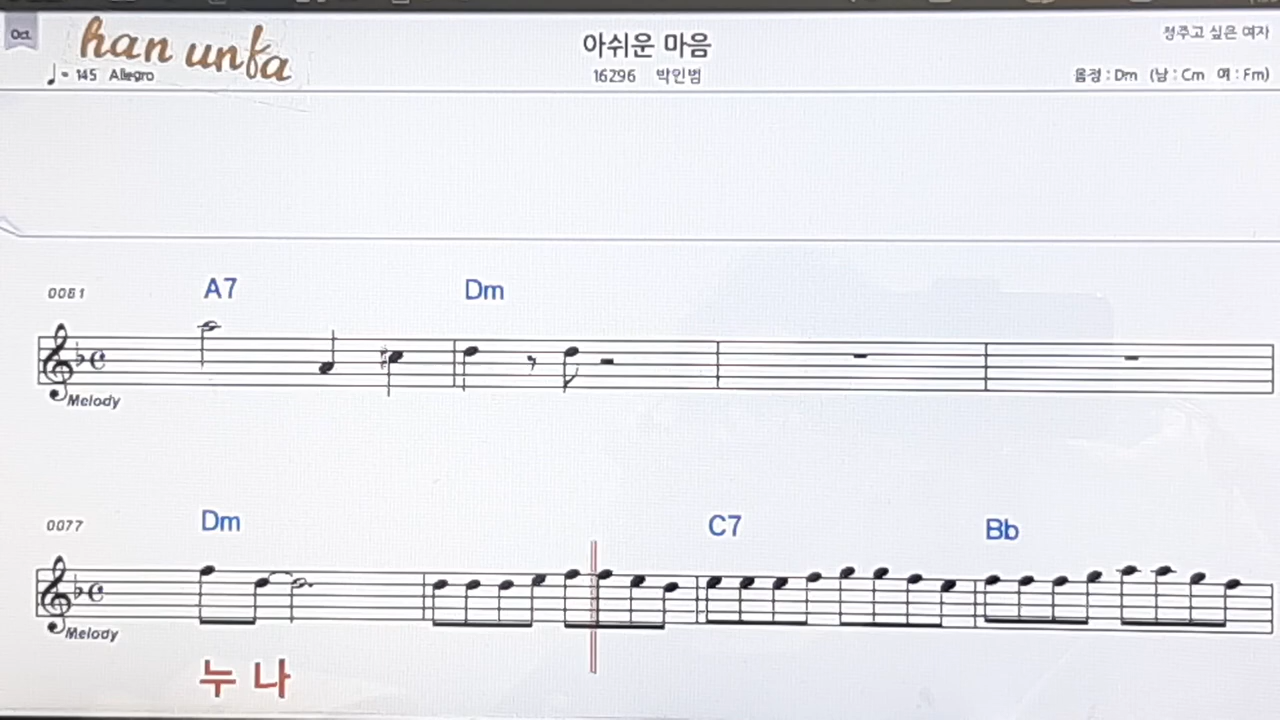 Oct.
han unfa
♩= 145 Allegro
아쉬운 마음
16296 박인범
정주고 싶은 여자
음정 : Dm (남 : Cm 여 : Fm)
A7 Dm
Melody
0077
Dm C7 Bb
Melody
누 나